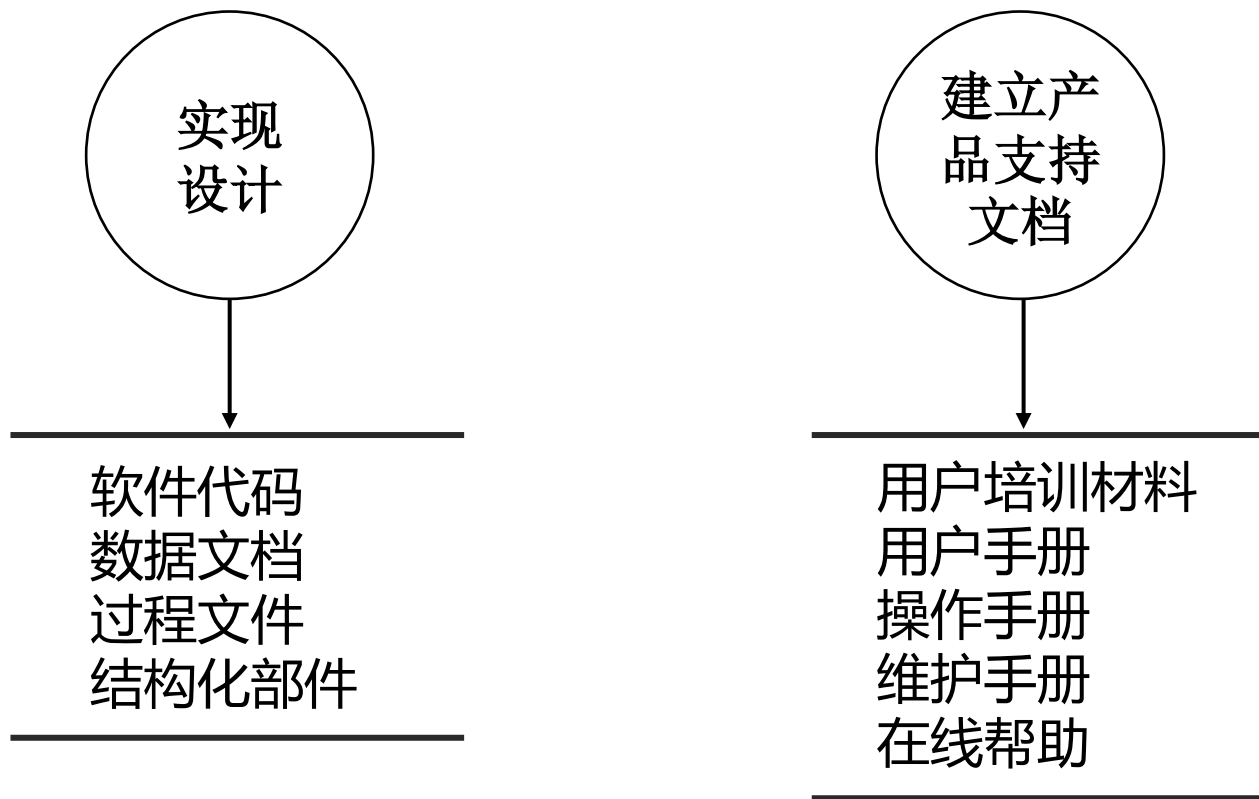 实现
设计
软件代码
数据文档
过程文件
结构化部件
建立产
品支持
文档
用户培训材料
用户手册
操作手册
维护手册
在线帮助